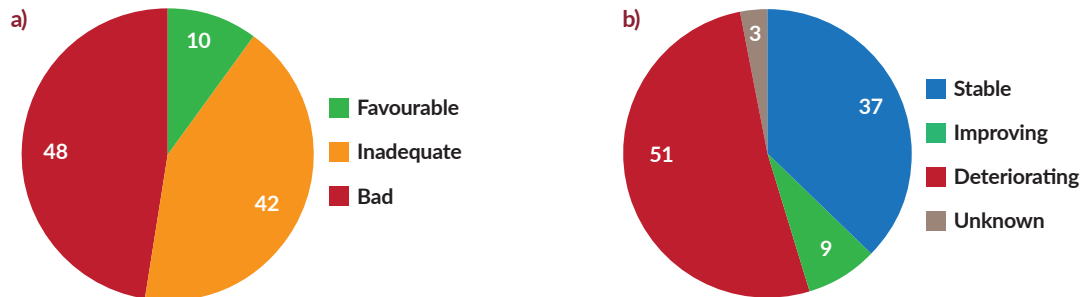 a)
10
42
48
Favourable
Inadequate
Bad
b)
3
37
9
51
Stable
Improving
Deteriorating
Unknown